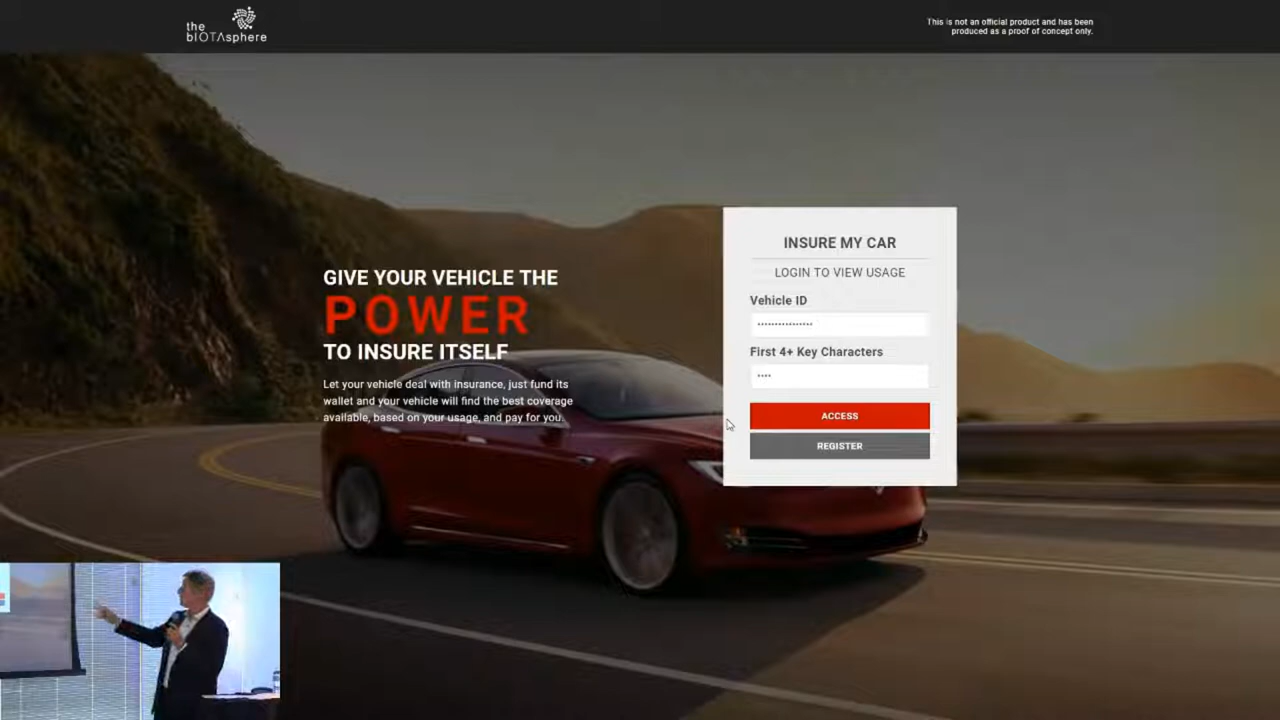 the
bIOTAsphere
This is not an official product and has been
produced as a proof of concept only.
GIVE YOUR VEHICLE THE
POWER
TO INSURE ITSELF
Let your vehicle deal with insurance, just fund its
wallet and your vehicle will find the best coverage
available, based on your usage, and pay for you.
INSURE MY CAR
LOGIN TO VIEW USAGE
Vehicle ID
First 4+ Key Characters
ACCESS
REGISTER